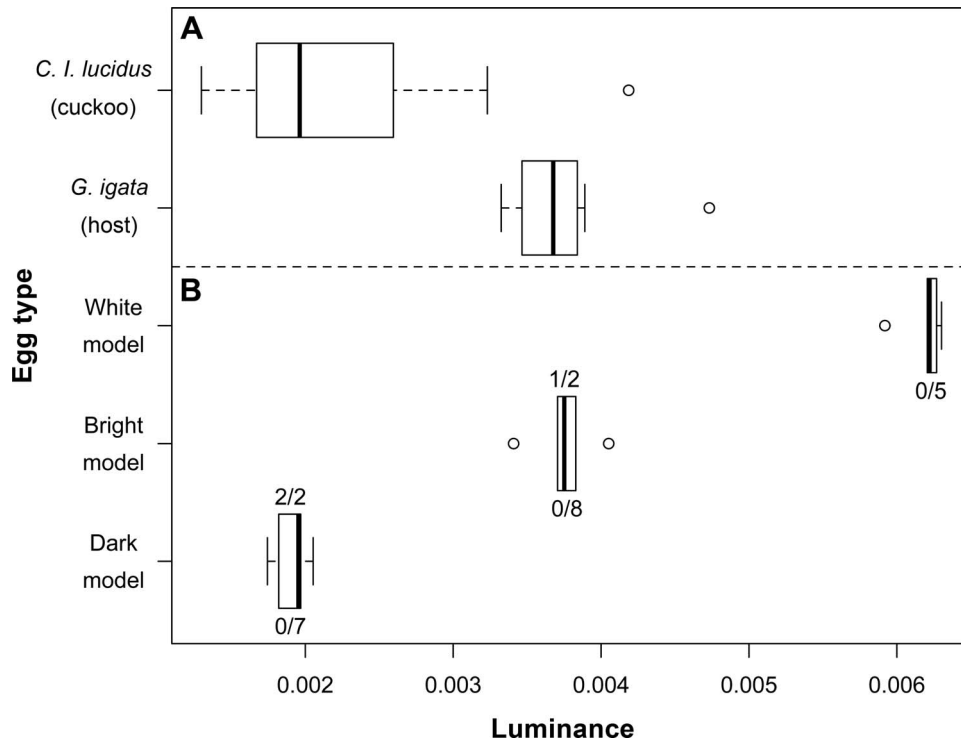 A
C. l. lucidus
(cuckoo)
G. igata
(host)
B
White
model
0/5
1/2
Bright
model
0/8
2/2
Dark
model
0/7
Egg type
0.002 0.003 0.004 0.005 0.006
Luminance